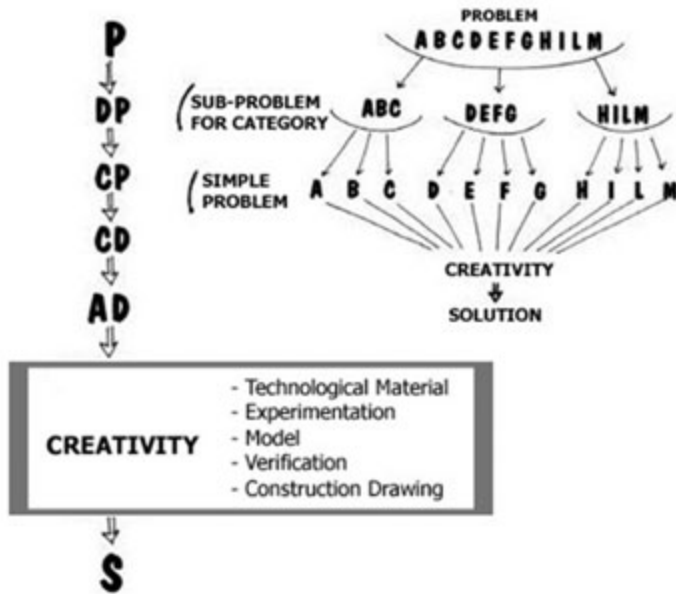 P
DP
CP
CD
AD
CREATIVITY
- Technological Material
- Experimentation
- Model
- Verification
- Construction Drawing
S
PROBLEM
ABCDEFGHILM
SUB-PROBLEM
FOR CATEGORY
ABC DEFG HILM
SIMPLE
PROBLEM
A B C D E F G H I L M
CREATIVITY
SOLUTION